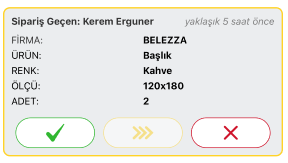 Sipariş Geçen: Kerem Erguner yaklaşık 5 saat önce
FİRMA: BELEZZA
ÜRÜN: Başlık
RENK: Kahve
ÖLÇÜ: 120x180
ADET: 2